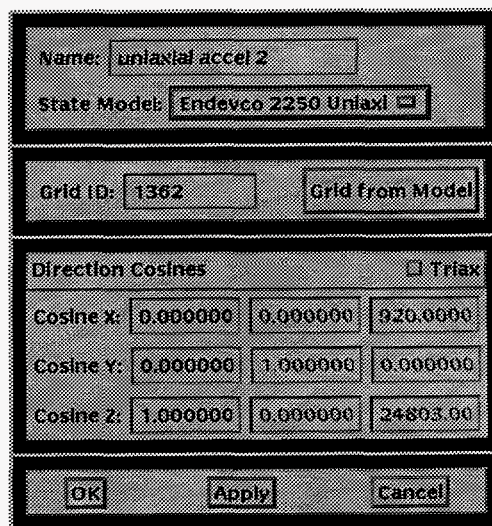 Name: uniaxial accel 2
State Model: Endevco 2250 Uniaxl
Grid ID: 1362 Grid from Model
Direction Cosines Triax
Cosine X: 0.000000 0.000000 920.0000
Cosine Y: 0.000000 1.000000 0.000000
Cosine Z: 1.000000 0.000000 24803.00
OK Apply Cancel